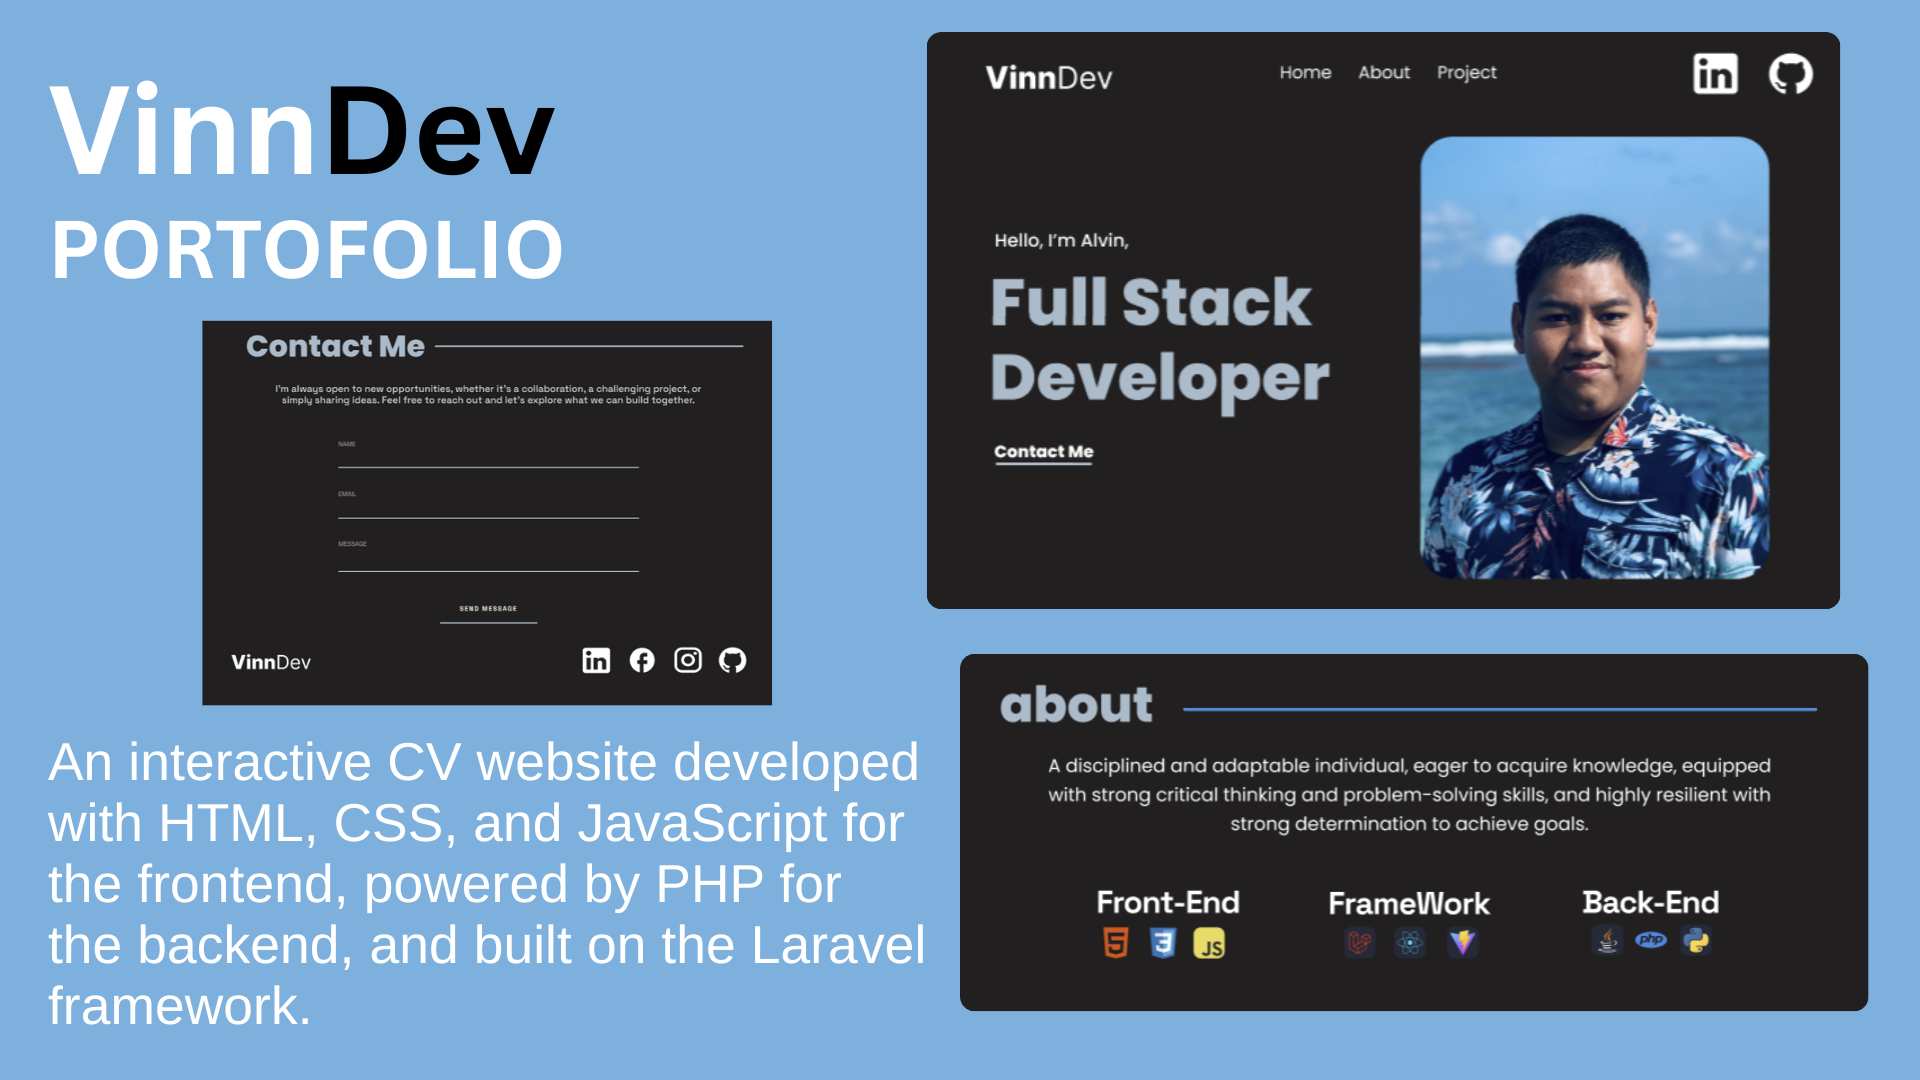 VinnDev
PORTOFOLIO
Contact Me
I'm always open to new opportunities, whether it's a collaboration, a challenging project, or
simply sharing ideas. Feel free to reach out and let's explore what we can build together.
NAME
EMAIL
MESSAGE
SEND MESSAGE
VinnDev
in
An interactive CV website developed
with HTML, CSS, and JavaScript for
the frontend, powered by PHP for
the backend, and built on the Laravel
framework.
VinnDev
Home About Project
in
Hello, I'm Alvin,
Full Stack
Developer
Contact Me
about
A disciplined and adaptable individual, eager to acquire knowledge, equipped
with strong critical thinking and problem-solving skills, and highly resilient with
strong determination to achieve goals.
Front-End FrameWork Back-End
5 3 JS php